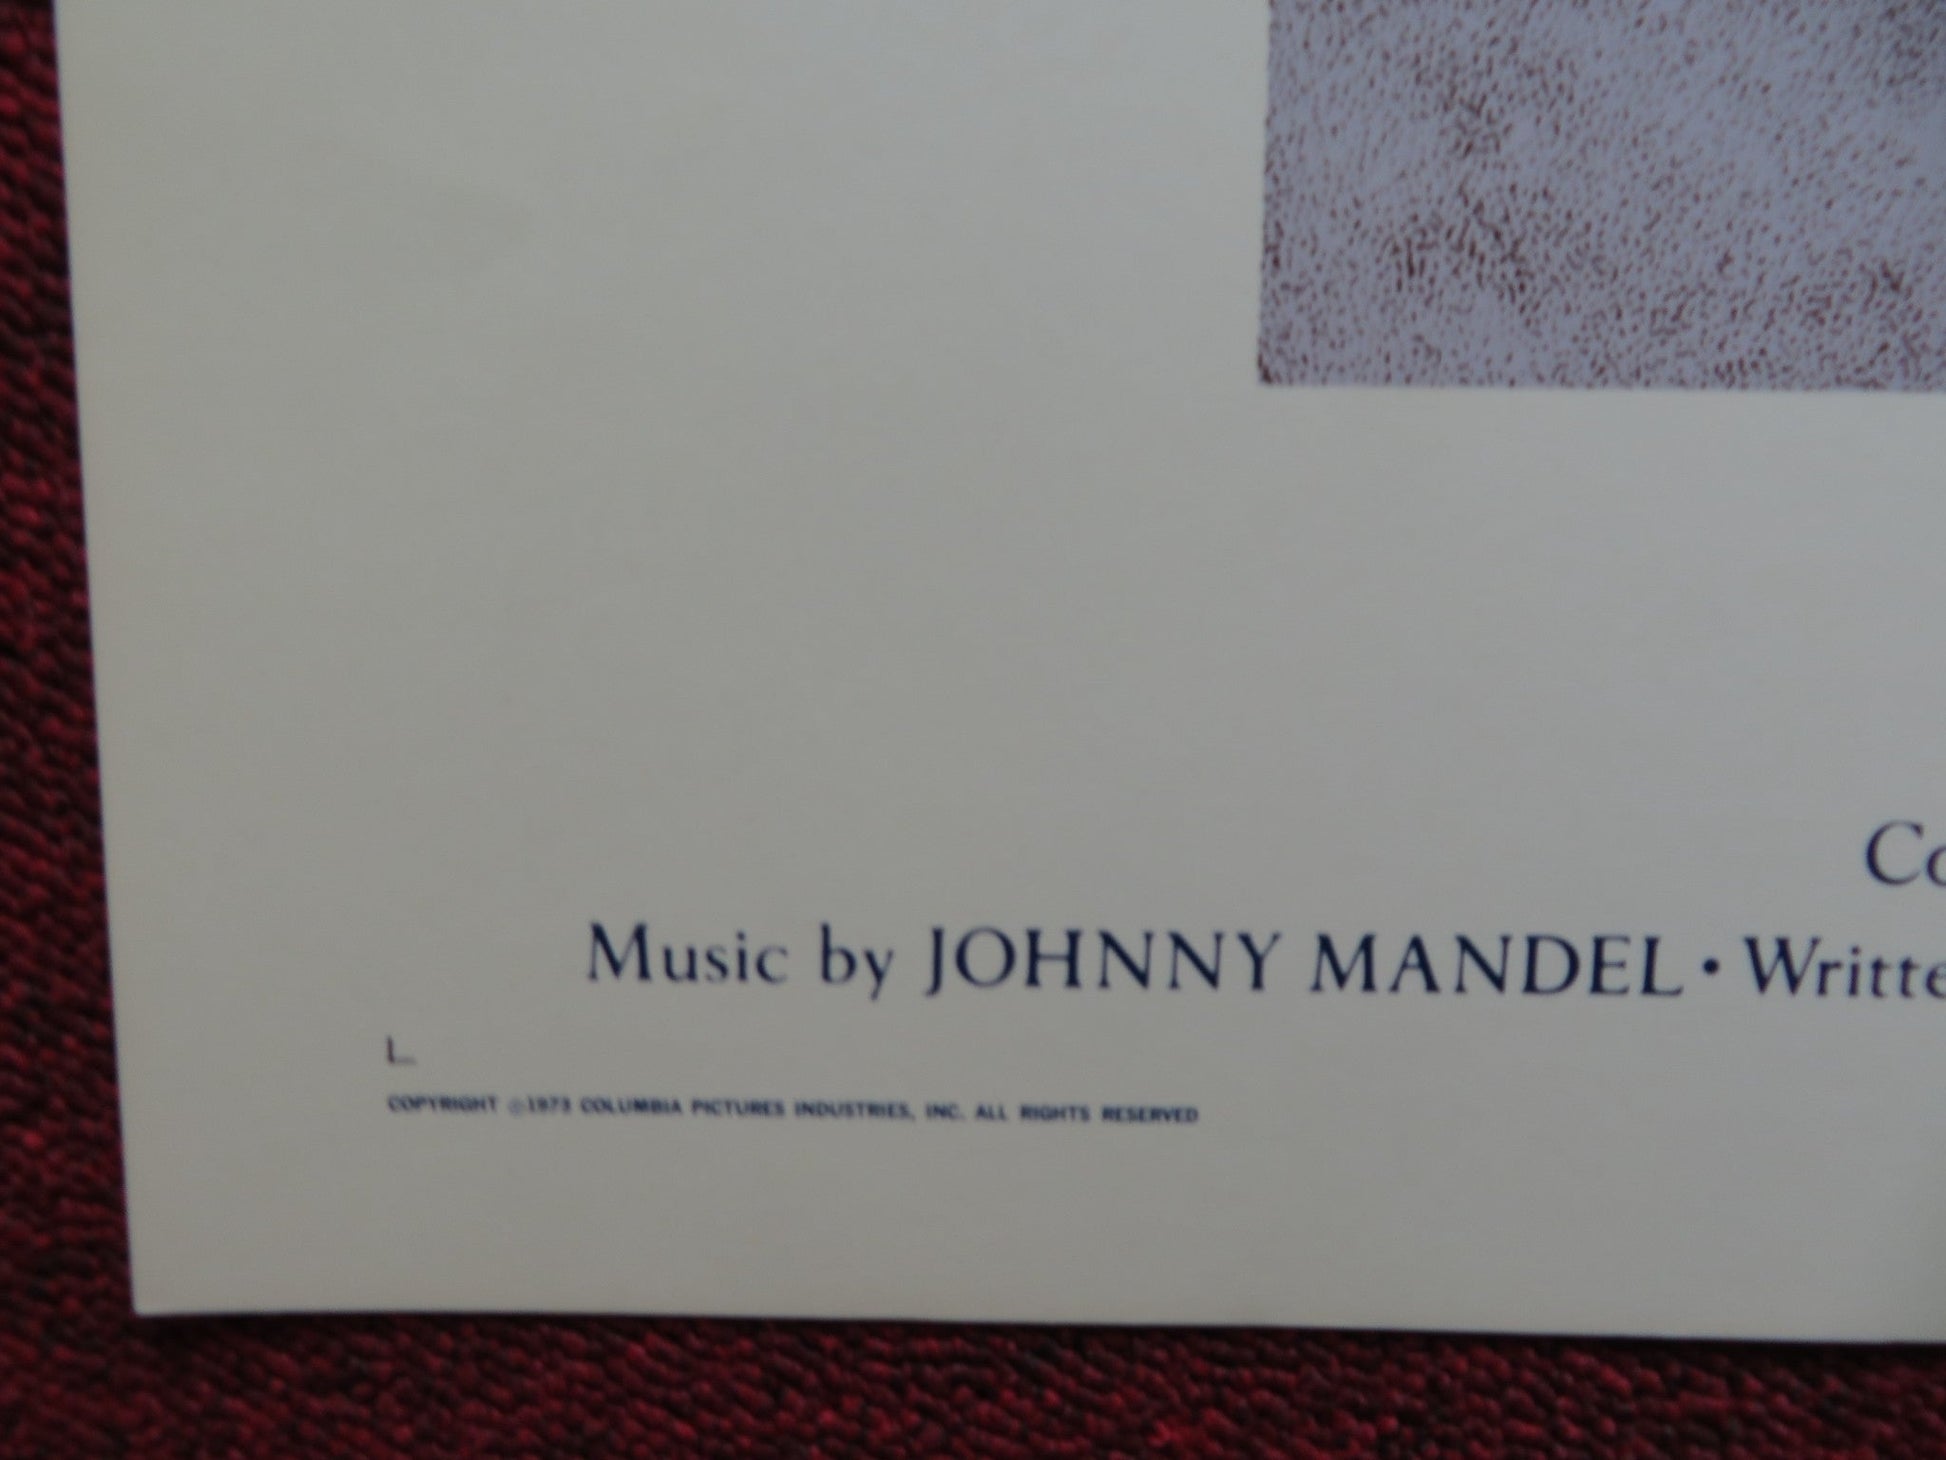 Co
Music by JOHNNY MANDEL • Writte
COPYRIGHT ©1973 COLUMBIA PICTURES INDUSTRIES, INC. ALL RIGHTS RESERVED